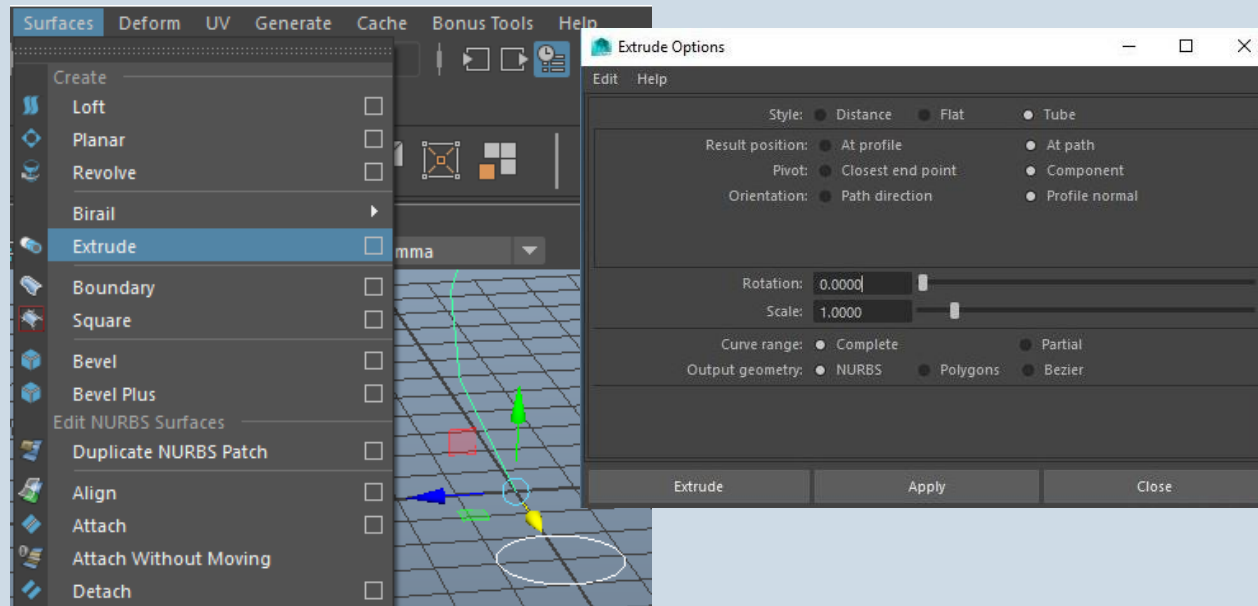 Surfaces Deform UV Generate Cache Bonus Tools Help
Create
Loft
Planar
Revolve
Birail
Extrude
Boundary
Square
Bevel
Bevel Plus
Edit NURBS Surfaces
Duplicate NURBS Patch
Align
Attach
Attach Without Moving
Detach
mma
Extrude Options
Edit Help
Style: Distance Flat Tube
Result position: At profile At path
Pivot: Closest end point Component
Orientation: Path direction Profile normal
Rotation: 0.0000
Scale: 1.0000
Curve range: Complete Partial
Output geometry: NURBS Polygons Bezier
Extrude Apply Close